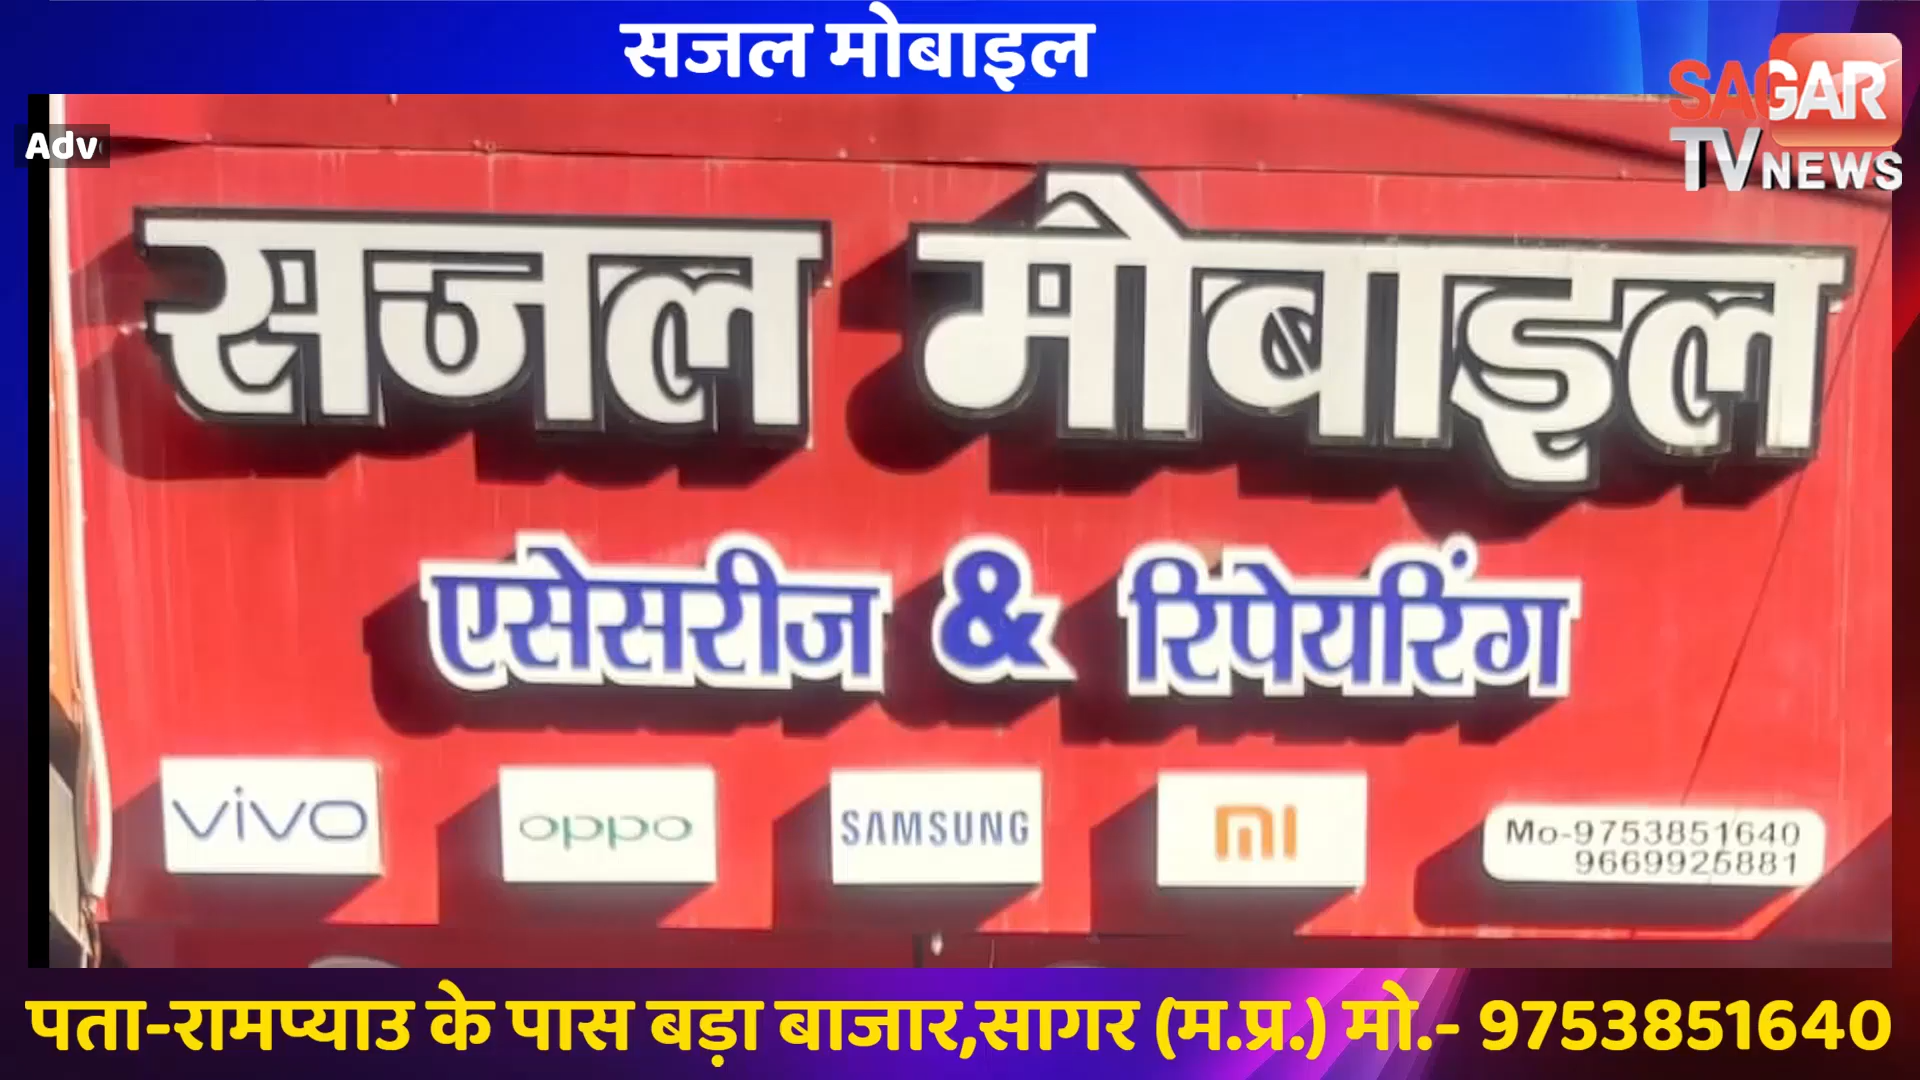 सजल मोबाइल
SAGAR
TV NEWS
Adv
सजल मोबाइल
एसेसरीज & रिपेयरिंग
vivo
oppo
SAMSUNG
mi
Mo-9753851640
9669925881
पता-रामप्याउ के पास बड़ा बाजार,सागर (म.प्र.) मो.- 9753851640